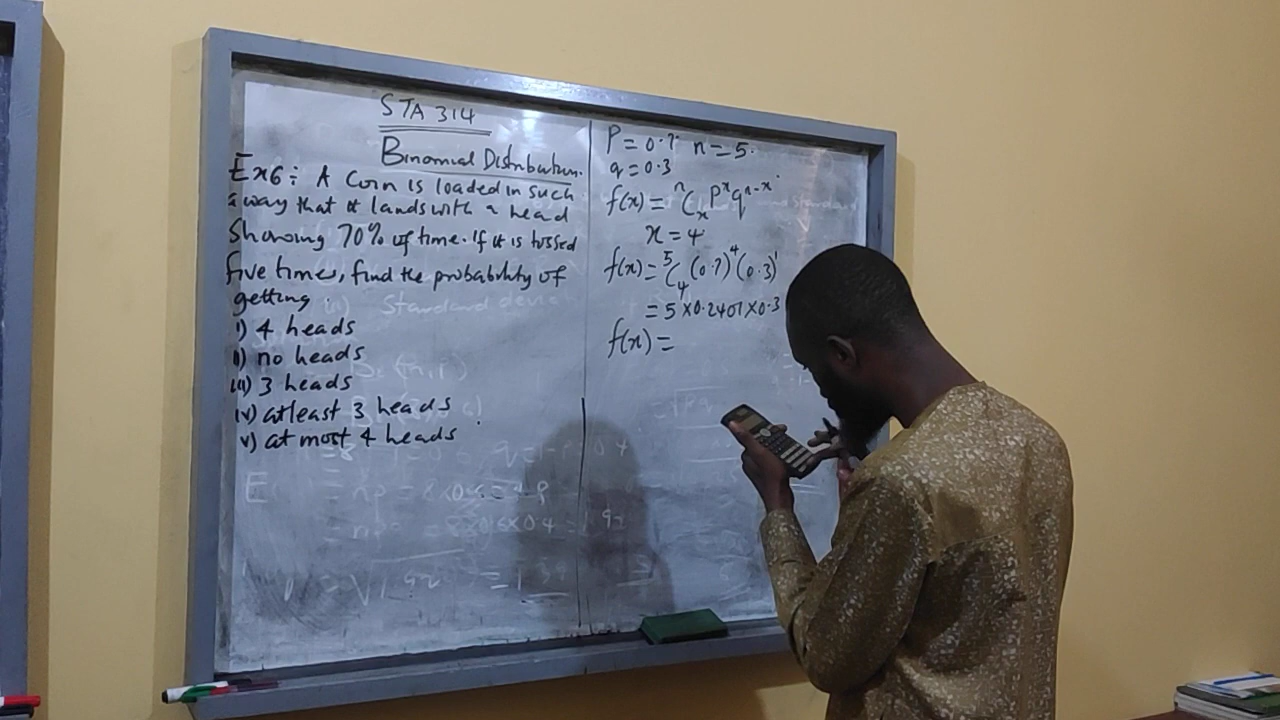 STA 314
Binomial Distribution.
Ex6: A Coin is loaded in such
away that it lands with a head
Showing 70% of time. If it is tossed
five times, find the probability of
getting.
i) 4 heads
ii) no heads
iii) 3 heads
iv) atleast 3 heads
v) at most 4 heads
Standard devia
P = 0.7 n = 5.
q = 0.3
f(x) = ⁿCₓ Pˣ qⁿ⁻ˣ
x = 4
f(x) = ⁵C₄ (0.7)⁴ (0.3)¹
= 5 × 0.2401 × 0.3
f(x) =